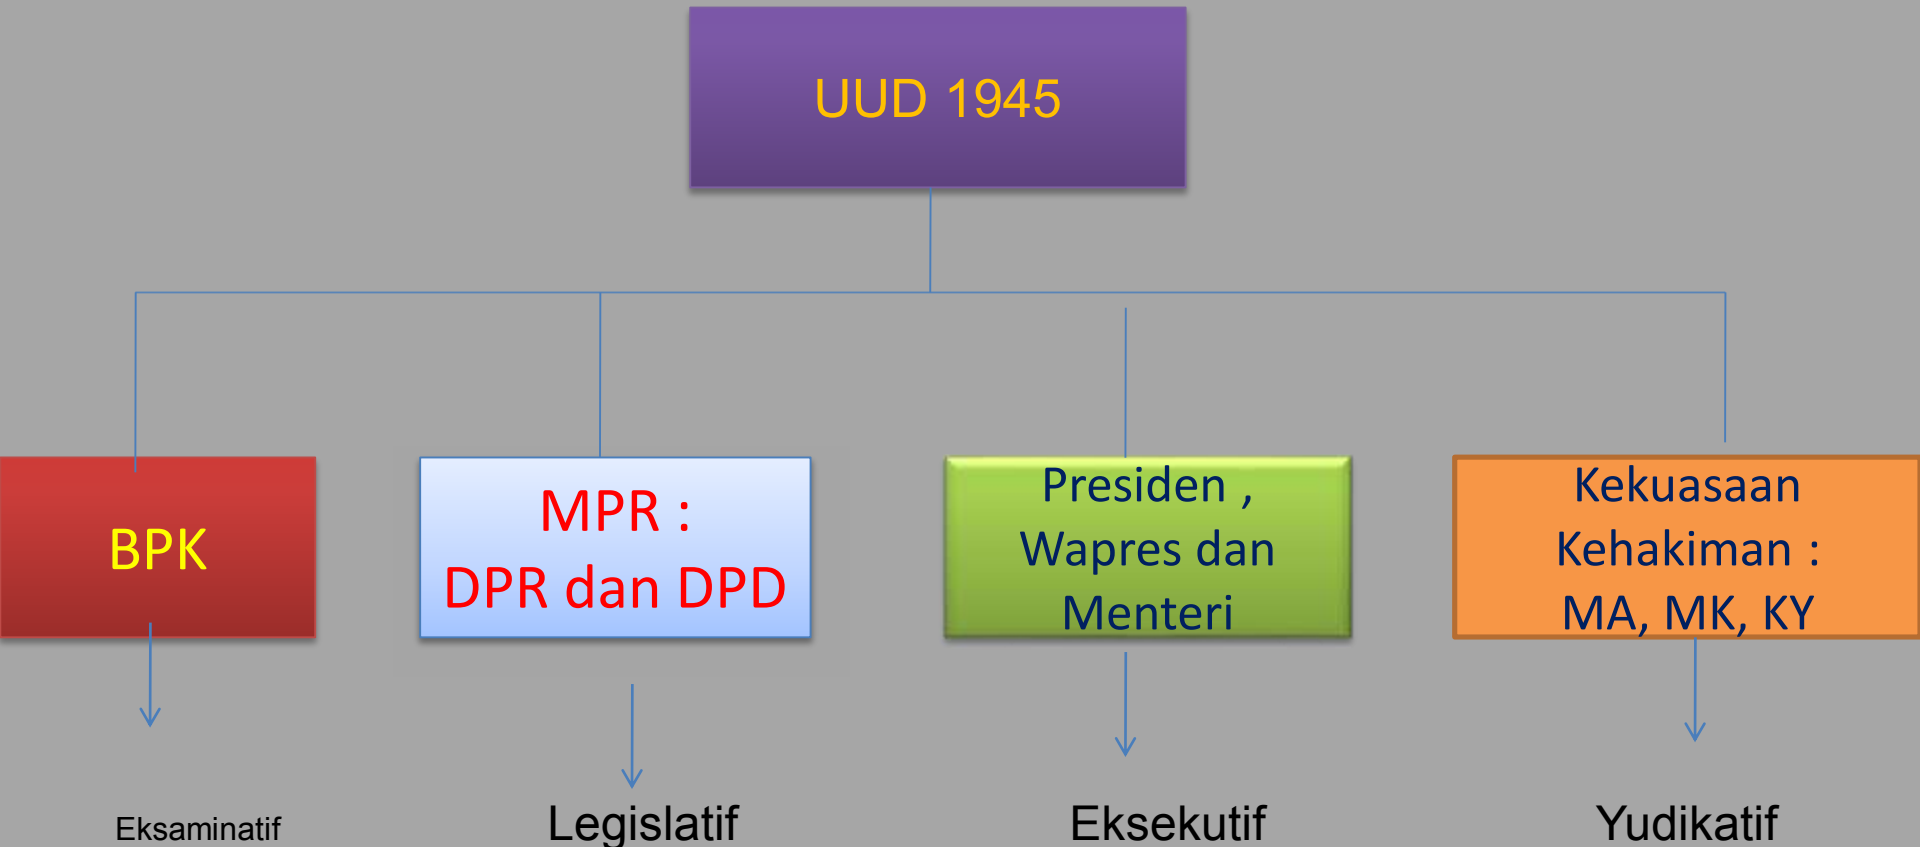 UUD 1945
BPK
MPR :
DPR dan DPD
Presiden ,
Wapres dan
Menteri
Kekuasaan
Kehakiman :
MA, MK, KY
Eksaminatif
Legislatif
Eksekutif
Yudikatif